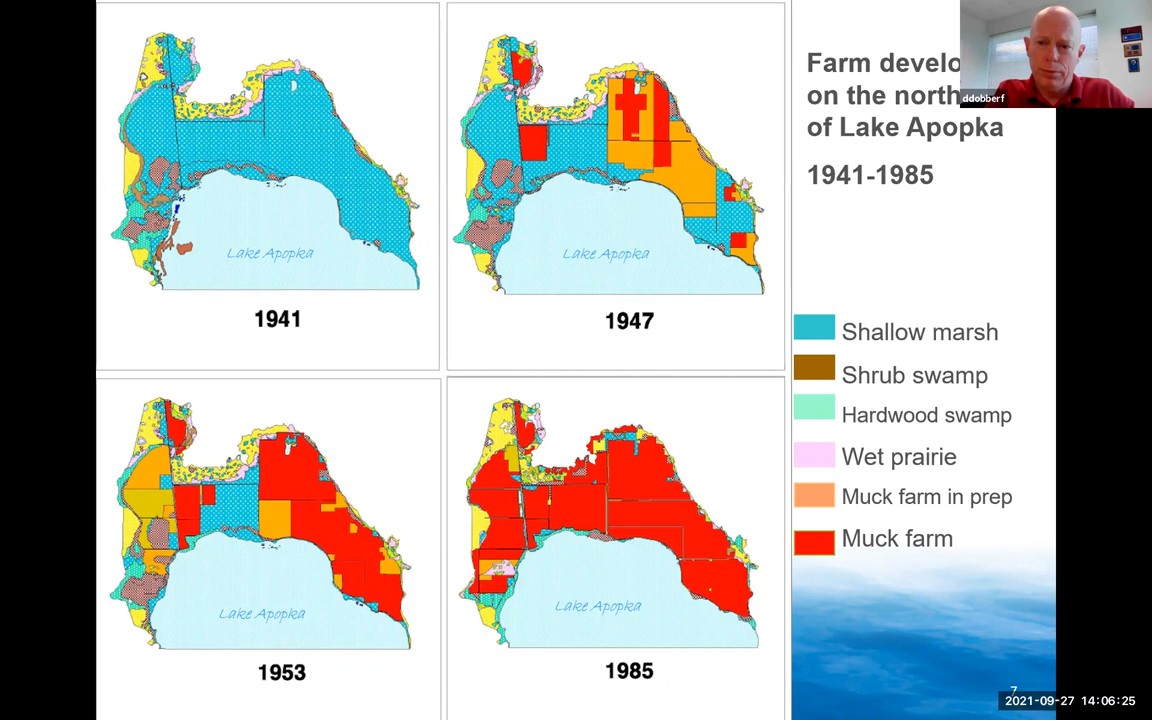 Farm develo
on the north
of Lake Apopka
1941-1985
ddobberf
Lake Apopka
1941
Lake Apopka
1947
Lake Apopka
1953
Lake Apopka
1985
Shallow marsh
Shrub swamp
Hardwood swamp
Wet prairie
Muck farm in prep
Muck farm
7
2021-09-27 14:06:25